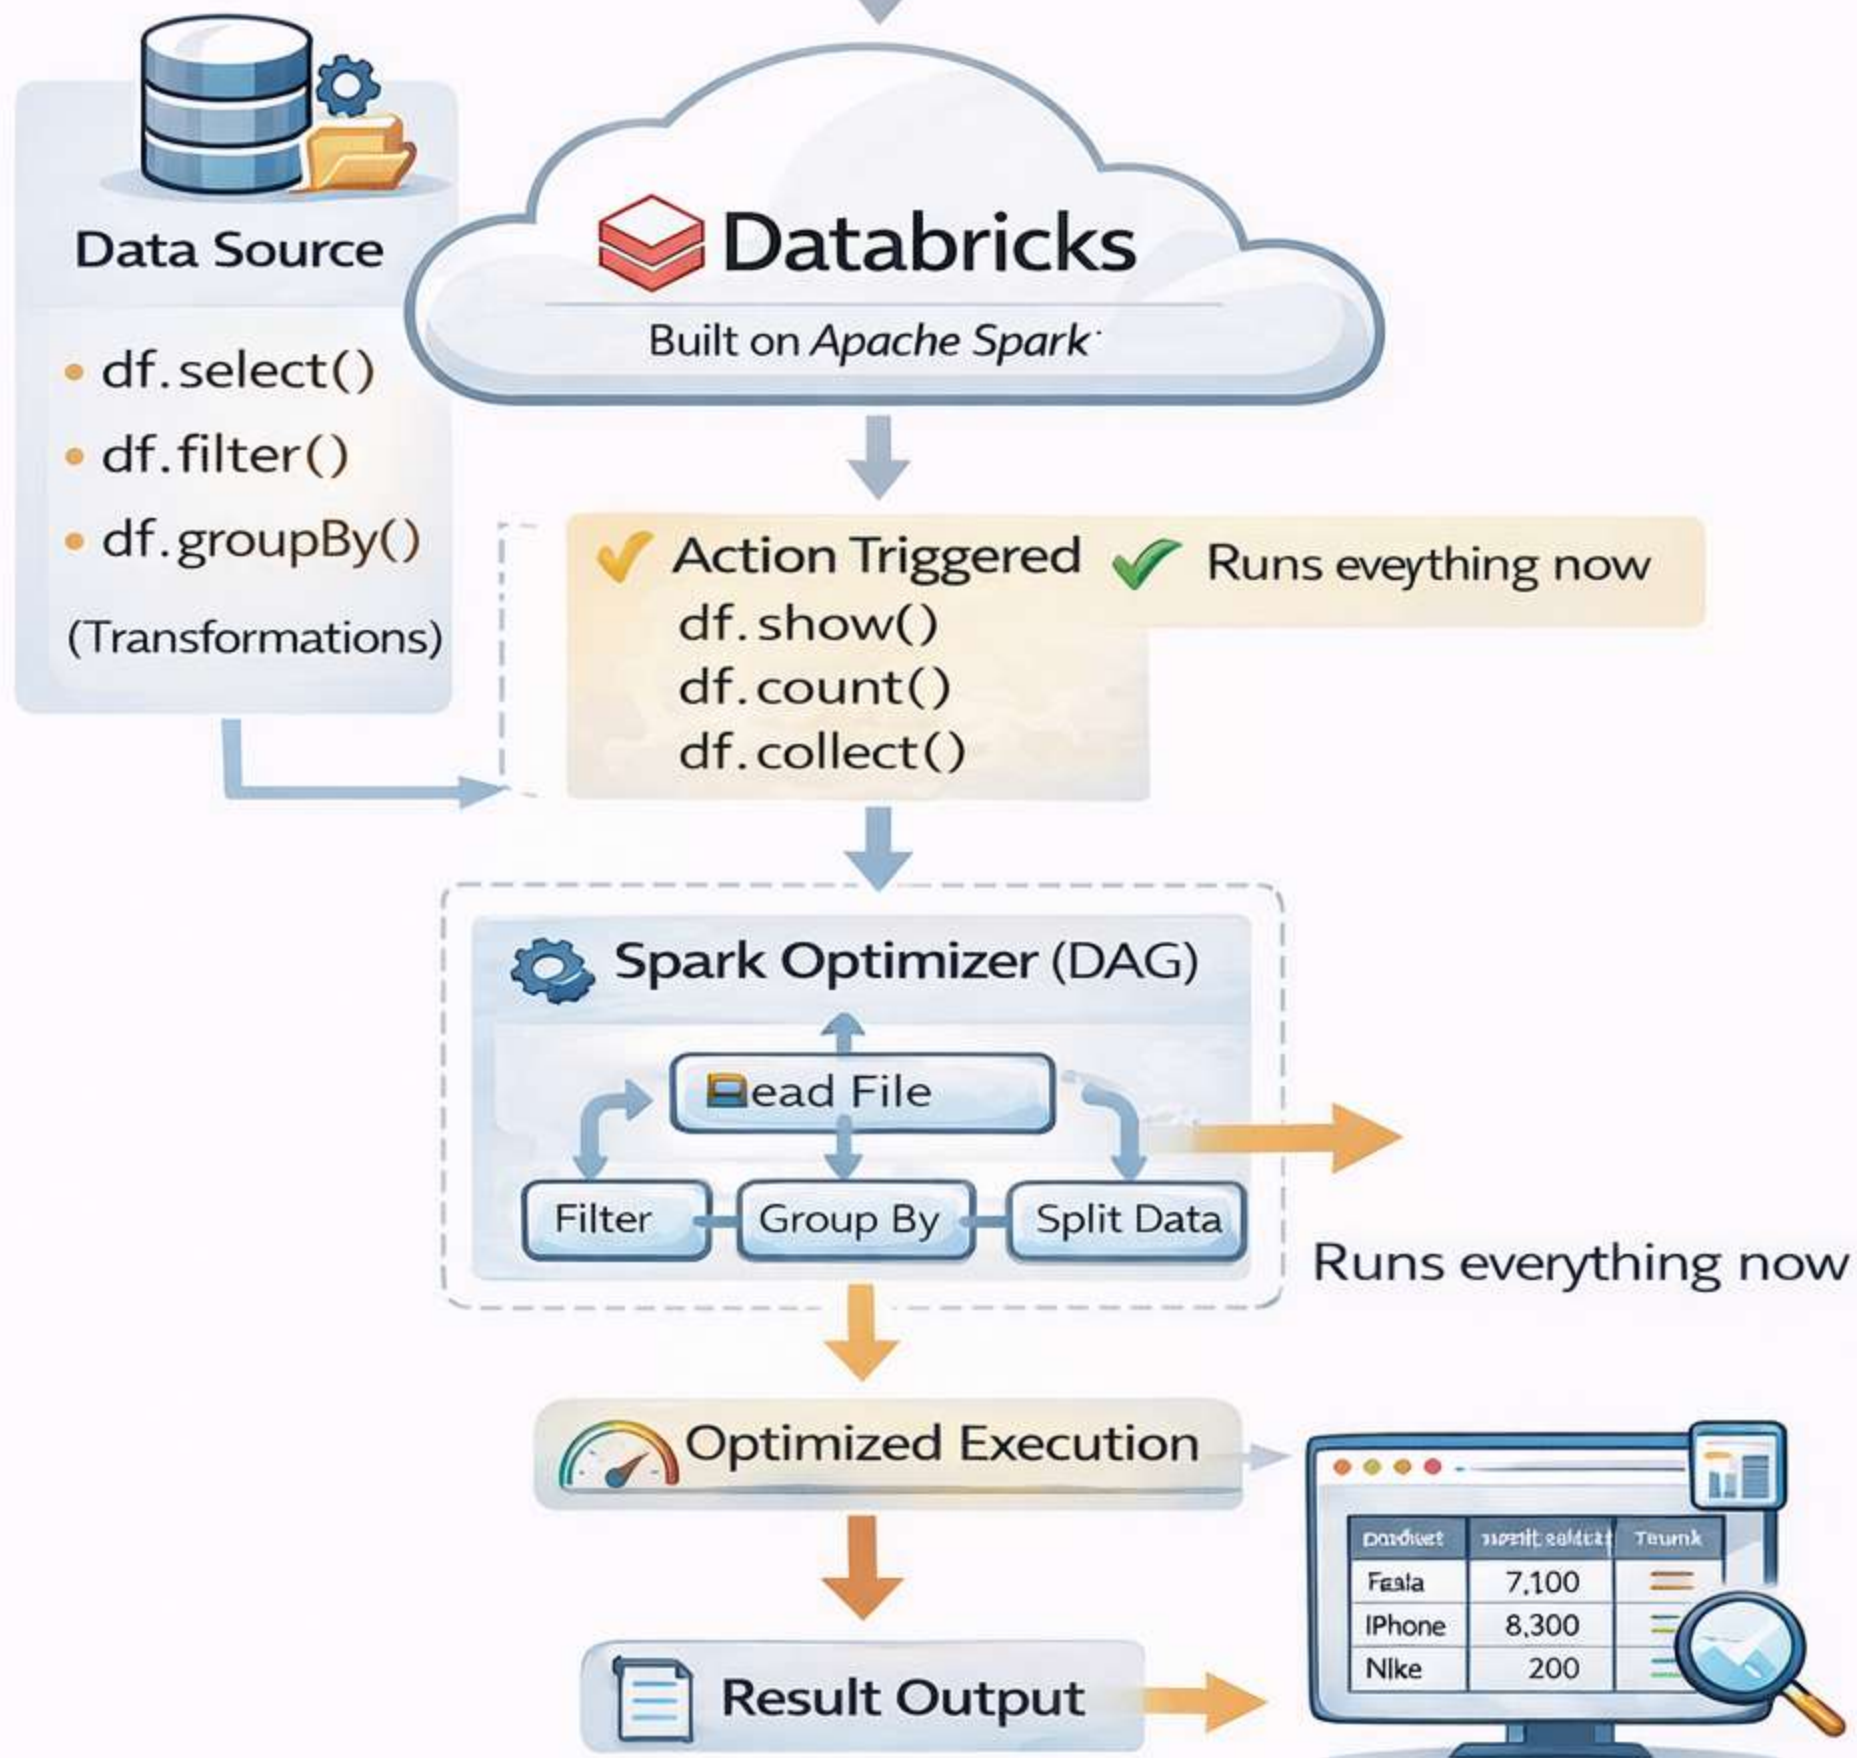 Data Source
• df.select()
• df.filter()
• df.groupBy()
(Transformations)
Databricks
Built on Apache Spark
Action Triggered
Runs eveything now
df.show()
df.count()
df.collect()
Spark Optimizer (DAG)
ead File
Filter
Group By
Split Data
Runs everything now
Optimized Execution
7,100
IPhone 8,300
Nlke 200
Result Output